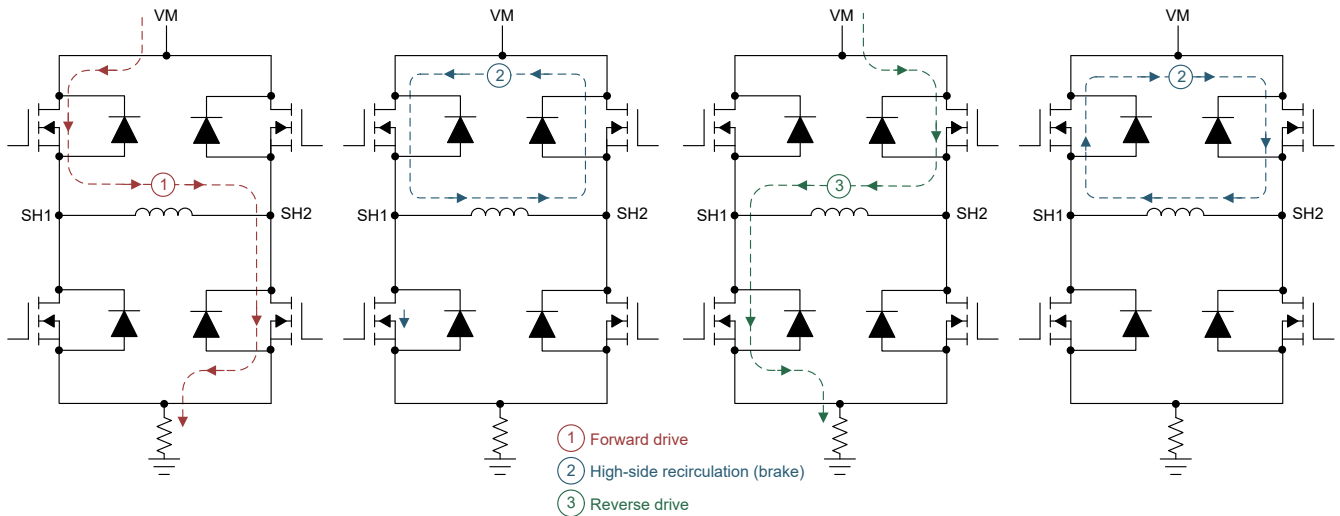 VM VM VM VM
2 2
1 3
SH1 SH2 SH1 SH2 SH1 SH2 SH1 SH2
1 Forward drive
2 High-side recirculation (brake)
3 Reverse drive